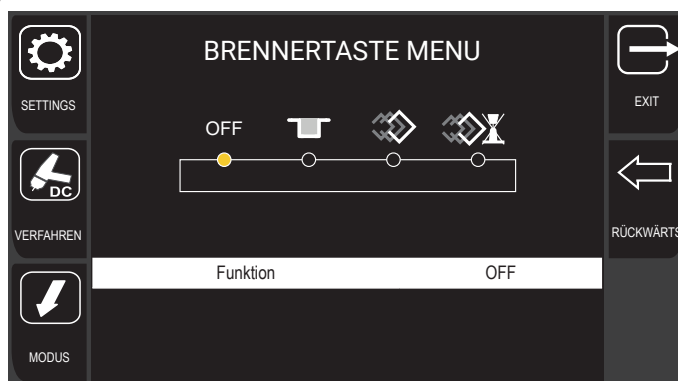 BRENNERTASTE MENU
SETTINGS
EXIT
OFF
DC
VERFAHREN
RÜCKWÄRTS
Funktion OFF
MODUS